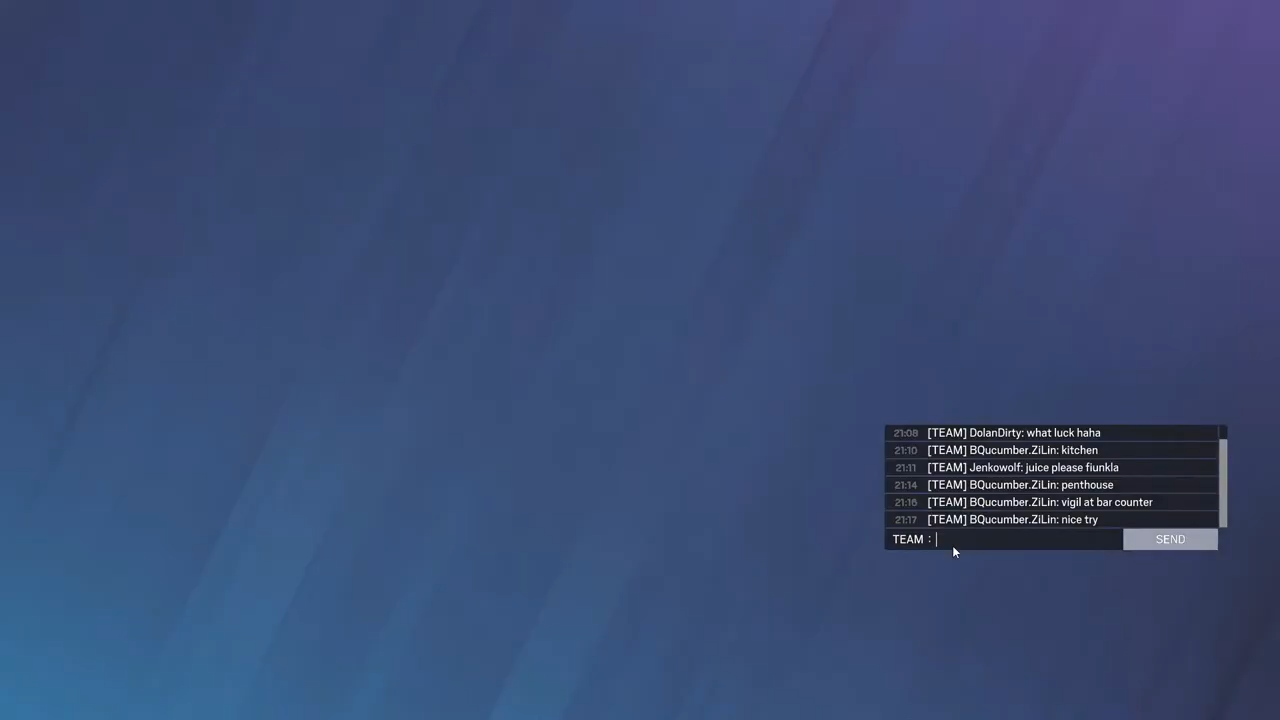 21:08 [TEAM] DolanDirty: what luck haha
21:10 [TEAM] BQucumber.ZiLin: kitchen
21:11 [TEAM] Jenkowolf: juice please fiunkla
21:14 [TEAM] BQucumber.ZiLin: penthouse
21:16 [TEAM] BQucumber.ZiLin: vigil at bar counter
21:17 [TEAM] BQucumber.ZiLin: nice try
TEAM : SEND